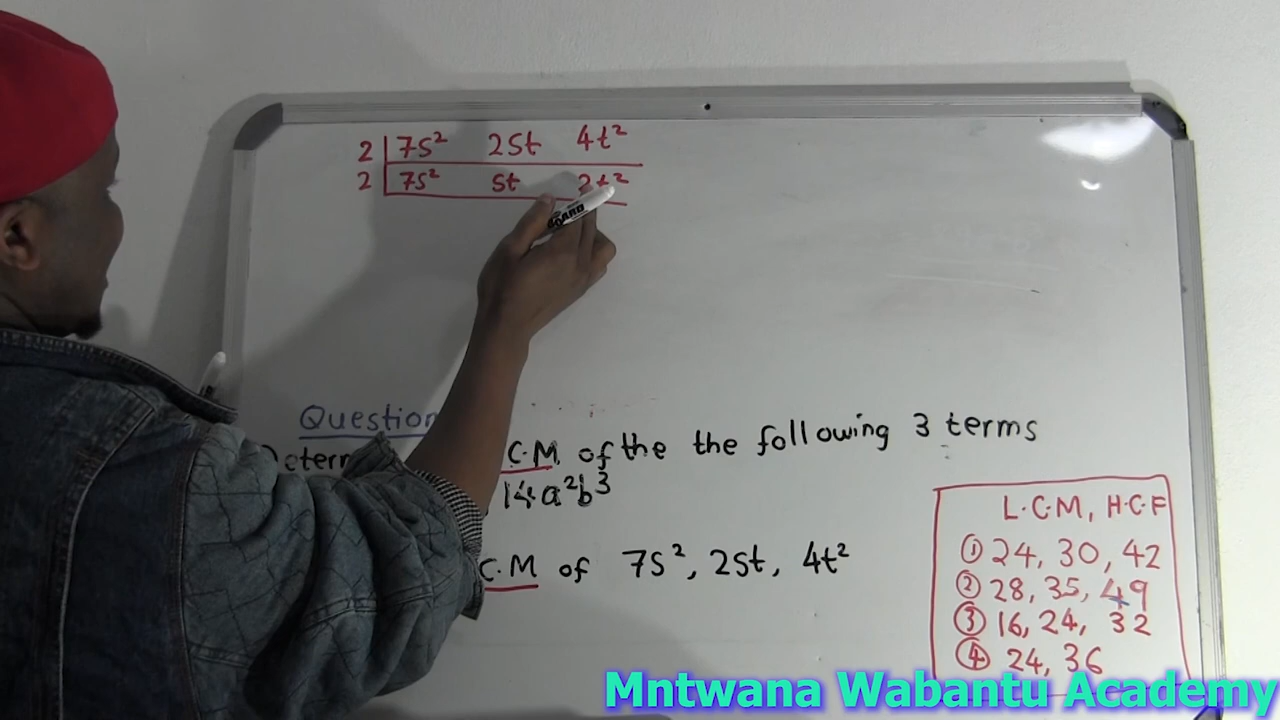 2 7s² 2st 4t²
2 7s² st 2t²
Question
C.M. of the the following 3 terms
14a²b³
C.M of 7s², 2st, 4t²
L.C.M, H.C.F
① 24, 30, 42
② 28, 35, 49
③ 16, 24, 32
④ 24, 36
Mntwana Wabantu Academy